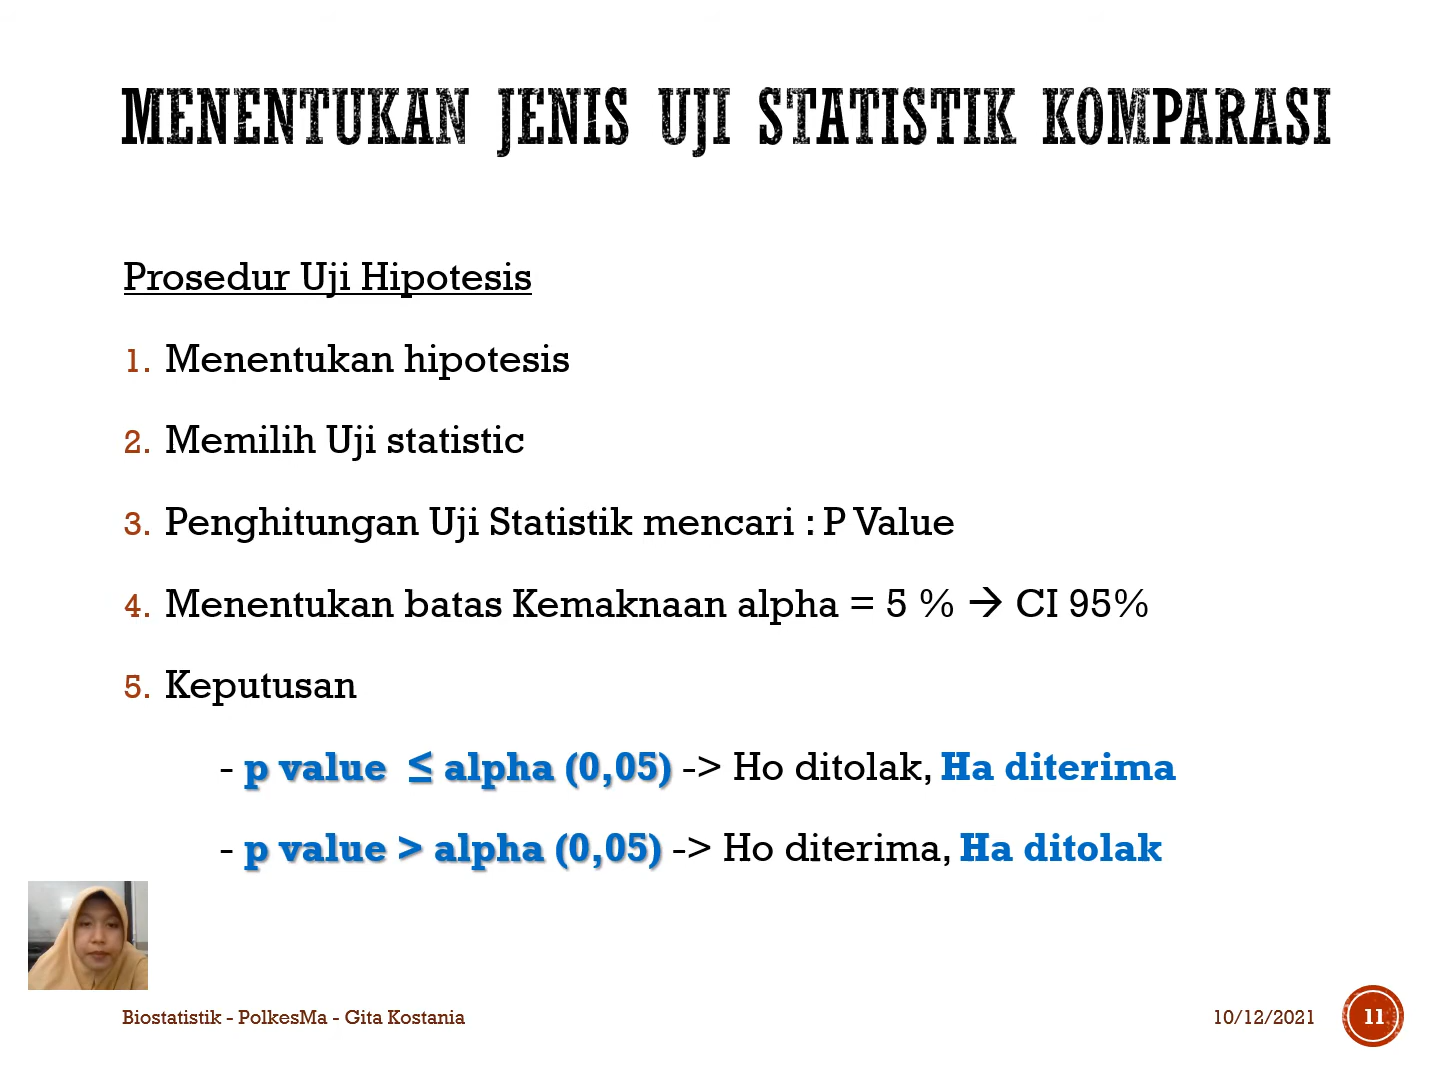 MENENTUKAN JENIS UJI STATISTIK KOMPARASI
Prosedur Uji Hipotesis
1. Menentukan hipotesis
2. Memilih Uji statistic
3. Penghitungan Uji Statistik mencari : P Value
4. Menentukan batas Kemaknaan alpha = 5 % → CI 95%
5. Keputusan
- p value ≤ alpha (0,05) -> Ho ditolak, Ha diterima
- p value > alpha (0,05) -> Ho diterima, Ha ditolak
Biostatistik - PolkesMa - Gita Kostania
10/12/2021
11